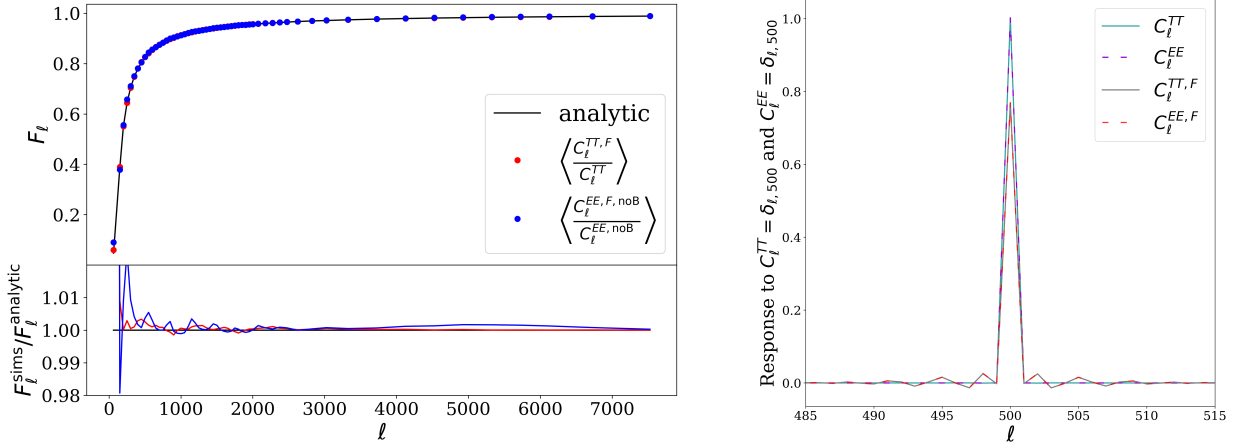 1.0
0.8
0.6
0.4
0.2
F_ℓ
analytic
⟨C_ℓ^{TT,F} / C_ℓ^{TT}⟩
⟨C_ℓ^{EE,F,noB} / C_ℓ^{EE,noB}⟩
1.01
1.00
0.99
0.98
F_ℓ^{sims}/F_ℓ^{analytic}
0 1000 2000 3000 4000 5000 6000 7000
ℓ
1.0
0.8
0.6
0.4
0.2
0.0
Response to C_ℓ^{TT} = δ_{ℓ,500} and C_ℓ^{EE} = δ_{ℓ,500}
C_ℓ^{TT}
C_ℓ^{EE}
C_ℓ^{TT,F}
C_ℓ^{EE,F}
485 490 495 500 505 510 515
ℓ